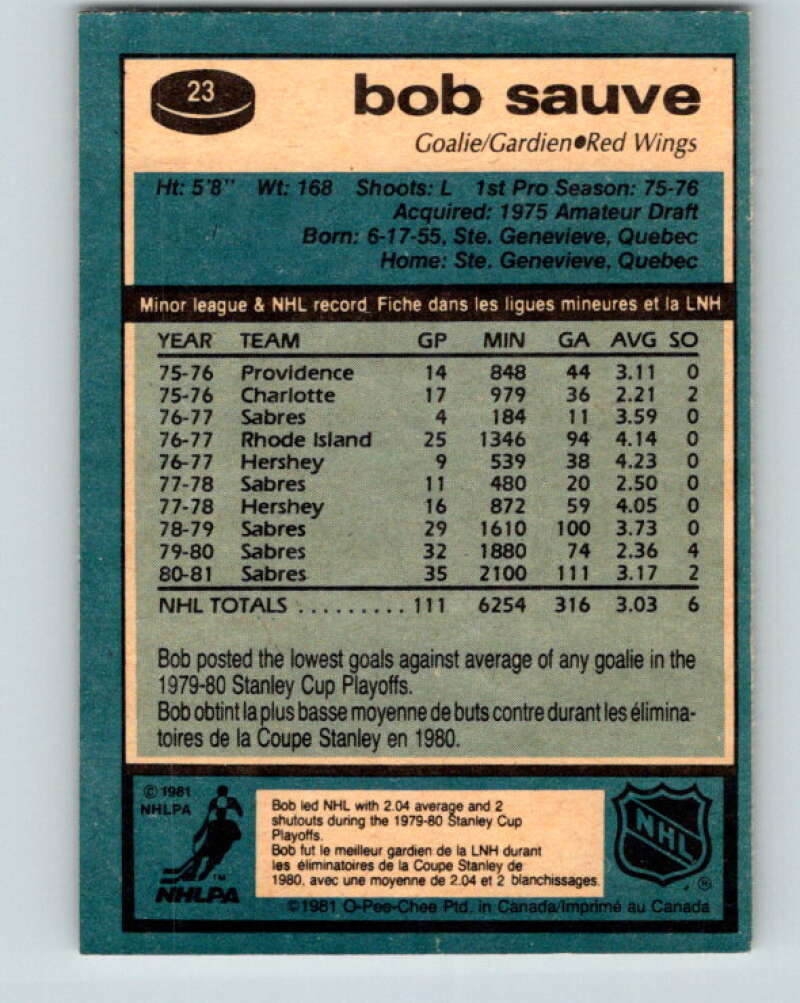 23
bob sauve
Goalie/Gardien●Red Wings
Ht: 5'8" Wt: 168 Shoots: L 1st Pro Season: 75-76
Acquired: 1975 Amateur Draft
Born: 6-17-55, Ste. Genevieve, Quebec
Home: Ste. Genevieve, Quebec
Minor league & NHL record Fiche dans les ligues mineures et la LNH
YEAR TEAM GP MIN GA AVG SO
75-76 Providence 14 848 44 3.11 0
75-76 Charlotte 17 979 36 2.21 2
76-77 Sabres 4 184 11 3.59 0
76-77 Rhode Island 25 1346 94 4.14 0
76-77 Hershey 9 539 38 4.23 0
77-78 Sabres 11 480 20 2.50 0
77-78 Hershey 16 872 59 4.05 0
78-79 Sabres 29 1610 100 3.73 0
79-80 Sabres 32 1880 74 2.36 4
80-81 Sabres 35 2100 111 3.17 2
NHL TOTALS ......... 111 6254 316 3.03 6
Bob posted the lowest goals against average of any goalie in the
1979-80 Stanley Cup Playoffs.
Bob obtint la plus basse moyenne de buts contre durant les élimina-
toires de la Coupe Stanley en 1980.
© 1981
NHLPA
TM
NHLPA
Bob led NHL with 2.04 average and 2
shutouts during the 1979-80 Stanley Cup
Playoffs.
Bob fut le meilleur gardien de la LNH durant
les éliminatoires de la Coupe Stanley de
1980, avec une moyenne de 2.04 et 2 blanchissages.
NHL
®
©1981 O-Pee-Chee Ptd. in Canada/Imprimé au Canada